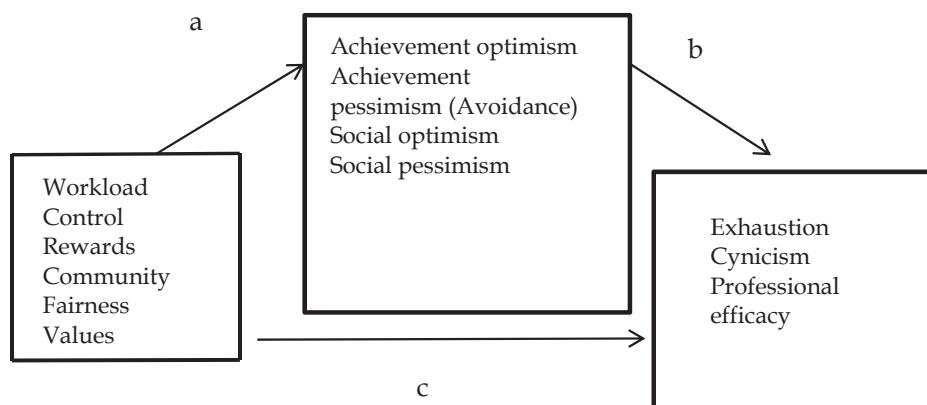 a
Achievement optimism
Achievement
pessimism (Avoidance)
Social optimism
Social pessimism
b
Workload
Control
Rewards
Community
Fairness
Values
Exhaustion
Cynicism
Professional
efficacy
c